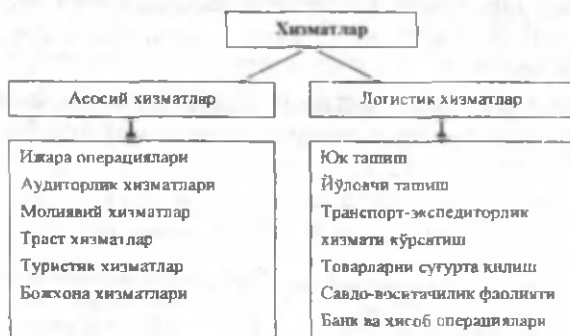 Хизматлар
Асосий хизматлар
Логистик хизматлар
Ижара операциялари
Аудиторлик хизматлари
Молиявий хизматлар
Траст хизматлар
Туристик хизматлар
Божхона хизматлари
Юк ташиш
Йўловчи ташиш
Транспорт-экспедиторлик
хизмати кўрсатиш
Товарларни суғурта қилиш
Савдо-воситачилик фаолияти
Банк ва ҳисоб операциялари